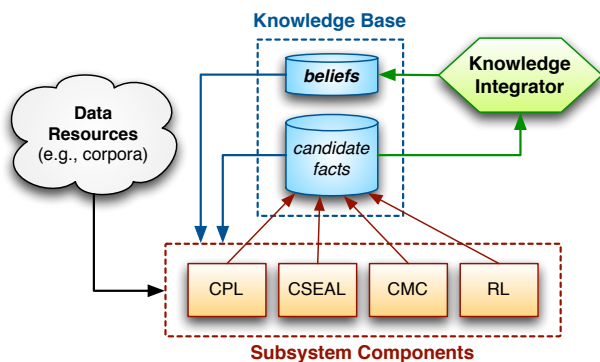 Knowledge Base
beliefs
Knowledge
Integrator
Data
Resources
(e.g., corpora)
candidate
facts
CPL
CSEAL
CMC
RL
Subsystem Components